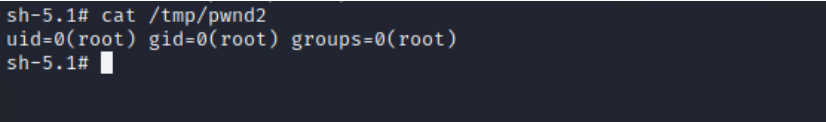 sh-5.1# cat /tmp/pwnd2
uid=0(root) gid=0(root) groups=0(root)
sh-5.1#